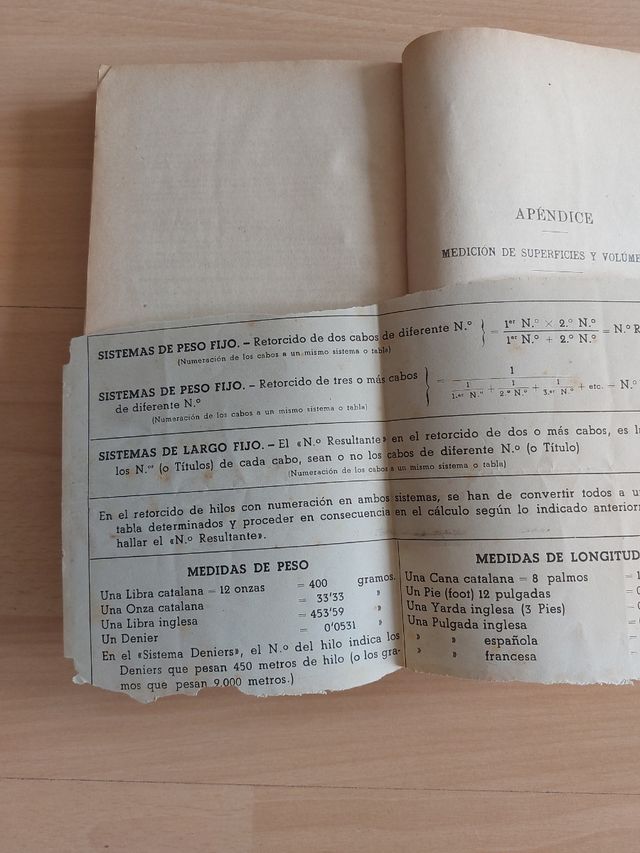 APÉNDICE
MEDICIÓN DE SUPERFICIES Y VOLÚME
SISTEMAS DE PESO FIJO. – Retorcido de dos cabos de diferente N.º } = 1er N.º × 2.º N.º / 1er N.º + 2.º N.º = N.º R
(Numeración de los cabos a un mismo sistema o tabla)
SISTEMAS DE PESO FIJO. – Retorcido de tres o más cabos
de diferente N.º } = 1 / 1/1.er N.º + 1/2.º N.º + 1/3.er N.º + etc. – N.º
(Numeración de los cabos a un mismo sistema o tabla)
SISTEMAS DE LARGO FIJO. – El «N.º Resultante» en el retorcido de dos o más cabos, es l
los N.os (o Títulos) de cada cabo, sean o no los cabos de diferente N.º (o Título)
(Numeración de los cabos a un mismo sistema o tabla)
En el retorcido de hilos con numeración en ambos sistemas, se han de convertir todos a u
tabla determinados y proceder en consecuencia en el cálculo según lo indicado anterior
hallar el «N.º Resultante».
MEDIDAS DE PESO
Una Libra catalana = 12 onzas = 400 gramos.
Una Onza catalana = 33'33 »
Una Libra inglesa = 453'59 »
Un Denier = 0'0531 »
En el «Sistema Deniers», el N.º del hilo indica los
Deniers que pesan 450 metros de hilo (o los gra-
mos que pesan 9.000 metros.)
MEDIDAS DE LONGITUD
Una Cana catalana = 8 palmos = 1
Un Pie (foot) 12 pulgadas = 0
Una Yarda inglesa (3 Pies) =
Una Pulgada inglesa =
» » española =
» » francesa =